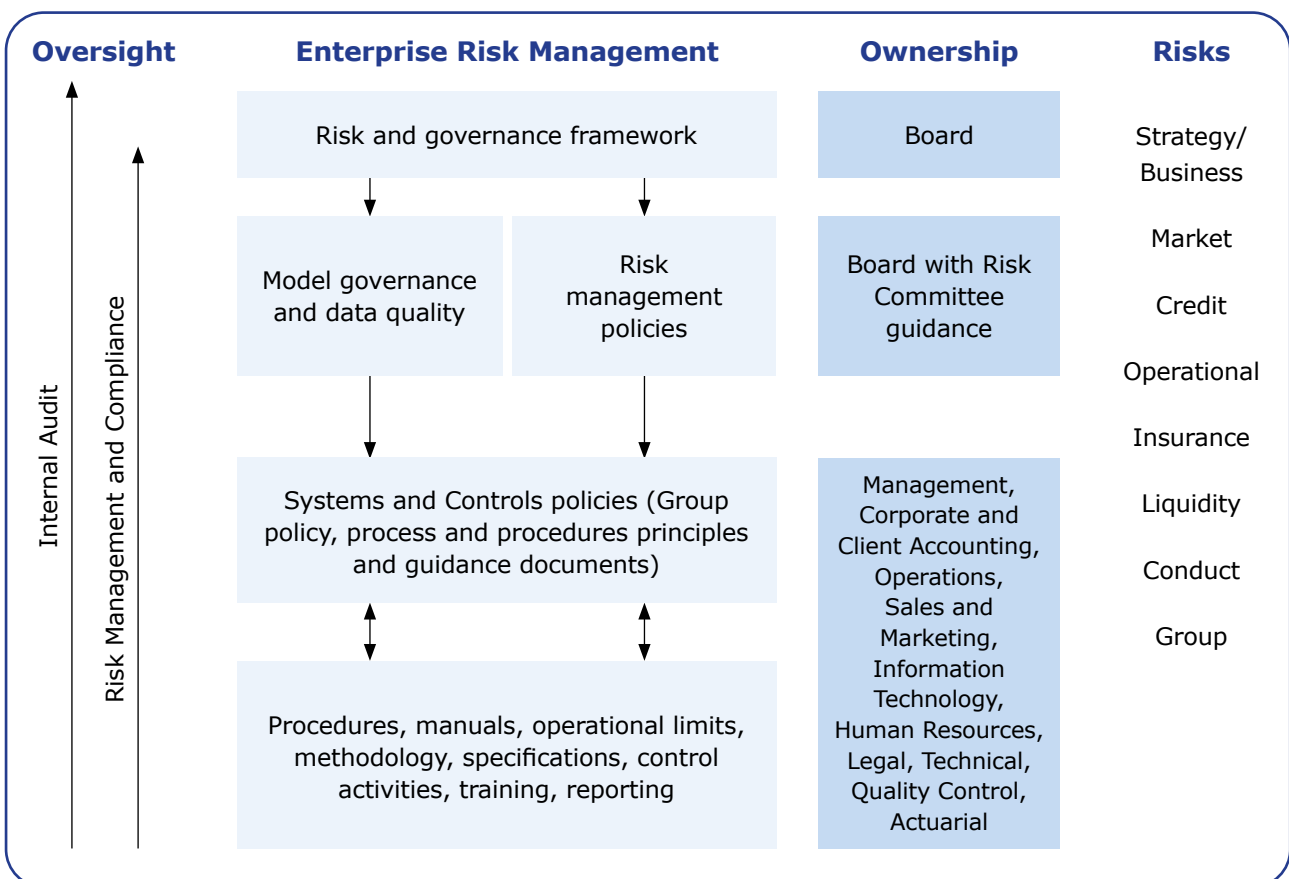 Oversight
Enterprise Risk Management
Ownership
Risks
Internal Audit
Risk Management and Compliance
Risk and governance framework
Model governance
and data quality
Risk
management
policies
Systems and Controls policies (Group
policy, process and procedures principles
and guidance documents)
Procedures, manuals, operational limits,
methodology, specifications, control
activities, training, reporting
Board
Board with Risk
Committee
guidance
Management,
Corporate and
Client Accounting,
Operations,
Sales and
Marketing,
Information
Technology,
Human Resources,
Legal, Technical,
Quality Control,
Actuarial
Strategy/
Business
Market
Credit
Operational
Insurance
Liquidity
Conduct
Group